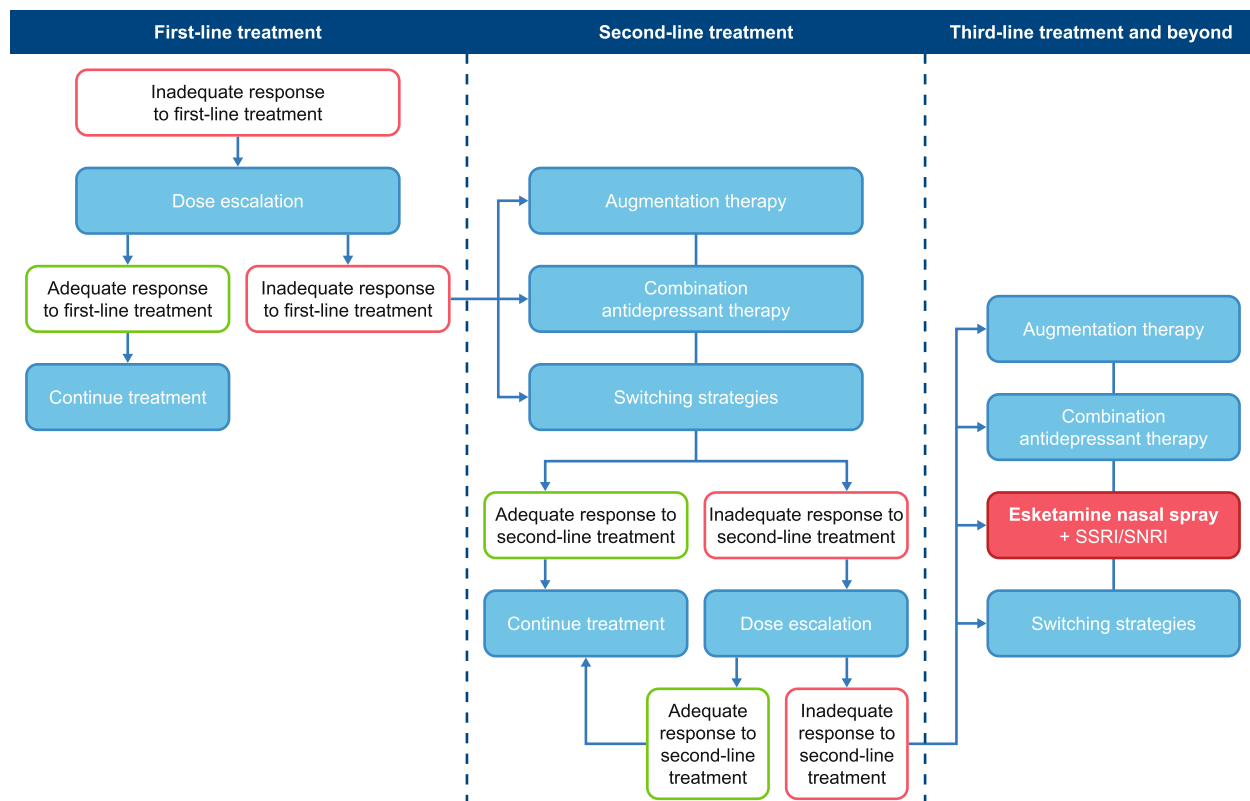 First-line treatment
Inadequate response
to first-line treatment
Dose escalation
Adequate response
to first-line treatment
Inadequate response
to first-line treatment
Continue treatment
Second-line treatment
Augmentation therapy
Combination
antidepressant therapy
Switching strategies
Adequate response to
second-line treatment
Inadequate response to
second-line treatment
Continue treatment
Dose escalation
Adequate
response to
second-line
treatment
Inadequate
response to
second-line
treatment
Third-line treatment and beyond
Augmentation therapy
Combination
antidepressant therapy
Esketamine nasal spray
+ SSRI/SNRI
Switching strategies